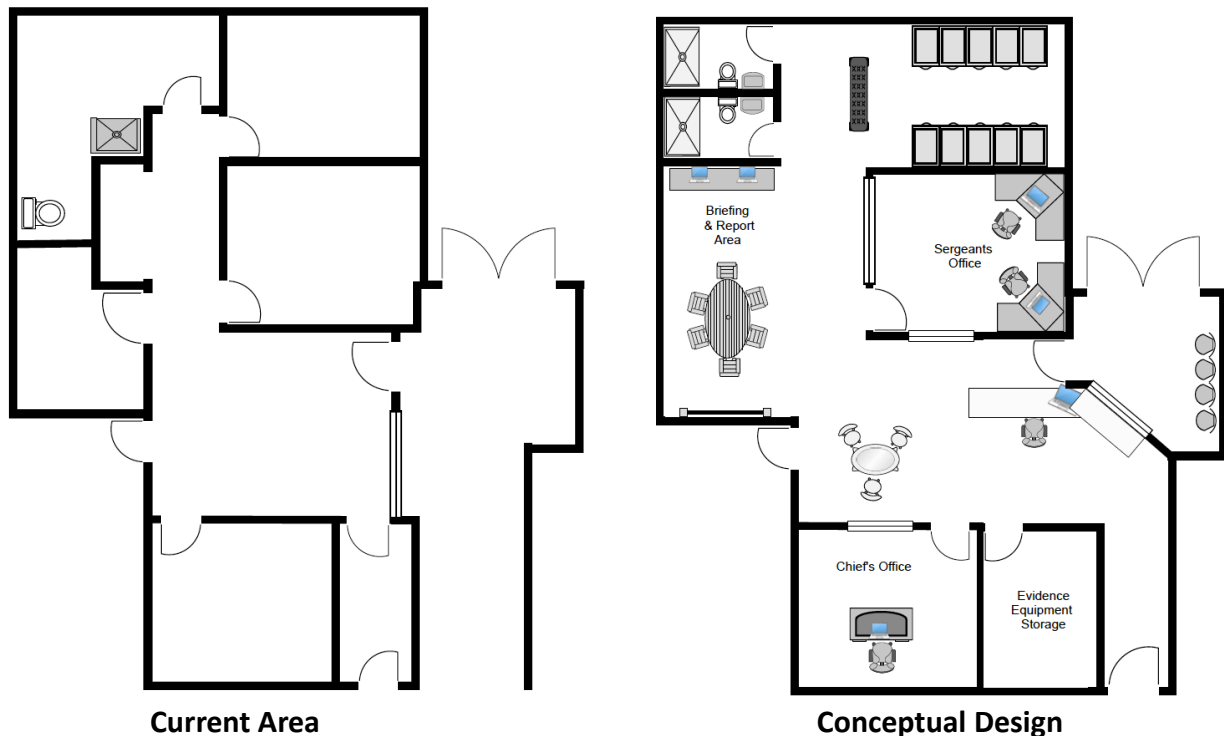 Briefing
& Report
Area
Sergeants
Office
Chief's Office
Evidence
Equipment
Storage
Current Area
Conceptual Design